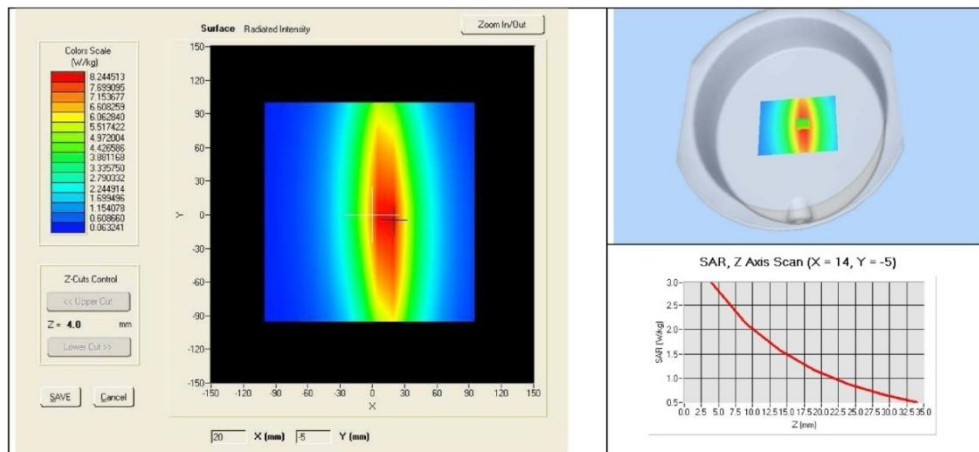 Surface Radiated Intensity
Zoom In/Out
Colors Scale
(W/kg)
8.244513
7.699095
7.153677
6.608259
6.062840
5.517422
4.972004
4.426586
3.881168
3.335750
2.790332
2.244914
1.699496
1.154078
0.608660
0.063241
150
120
90
60
30
0
-30
-60
-90
-120
-150
Y
-150 -120 -90 -60 -30 0 30 60 90 120 150
X
Z-Cuts Control
<< Upper Cut
Z = 4.0 mm
Lower Cut >>
SAVE Cancel
20 X (mm) -5 Y (mm)
SAR, Z Axis Scan (X = 14, Y = -5)
SAR (W/kg)
3.0
2.5
2.0
1.5
1.0
0.5
0.0 2.5 5.0 7.5 10.0 12.5 15.0 17.5 20.0 22.5 25.0 27.5 30.0 32.5 35.0
Z (mm)